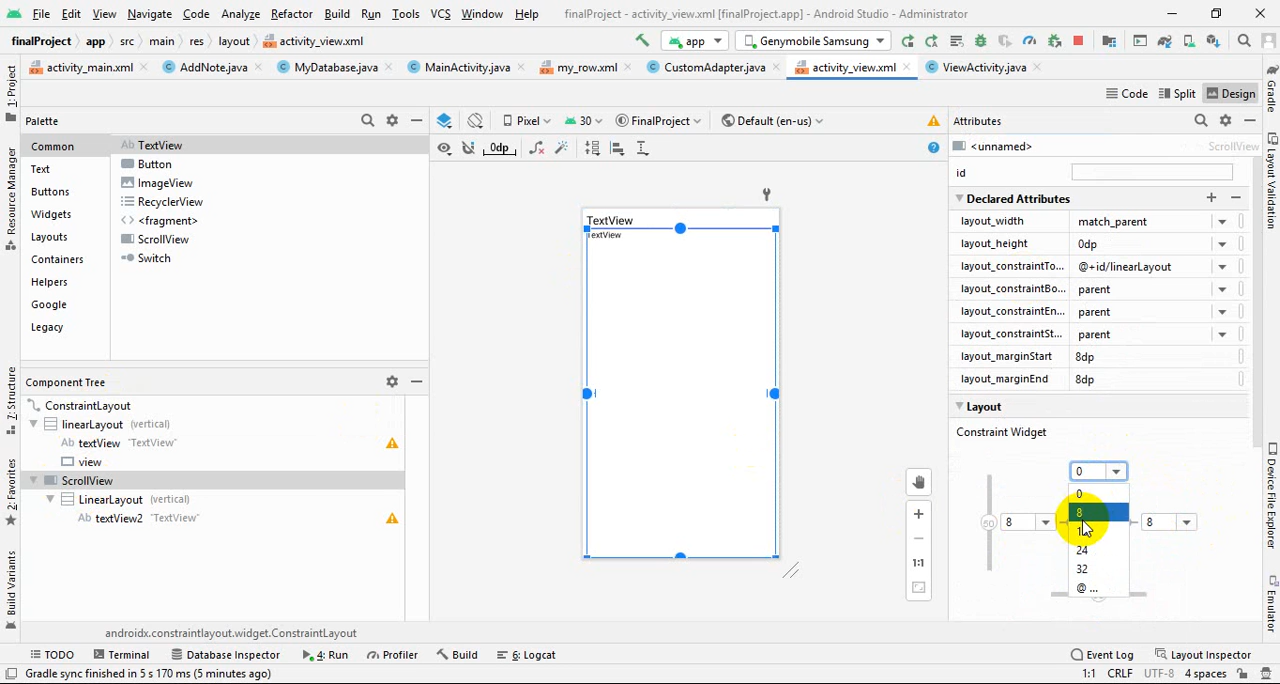 File Edit View Navigate Code Analyze Refactor Build Run Tools VCS Window Help finalProject - activity_view.xml [finalProject.app] - Android Studio - Administrator
finalProject app src main res layout activity_view.xml app Genymobile Samsung
activity_main.xml AddNote.java MyDatabase.java MainActivity.java my_row.xml CustomAdapter.java activity_view.xml ViewActivity.java
Code Split Design
1: Project
Resource Manager
Z: Structure
2: Favorites
Build Variants
Gradle
Layout Validation
Device File Explorer
Emulator
Palette
Common
Text
Buttons
Widgets
Layouts
Containers
Helpers
Google
Legacy
Ab TextView
Button
ImageView
RecyclerView
<fragment>
ScrollView
Switch
Component Tree
ConstraintLayout
linearLayout (vertical)
Ab textView "TextView"
view
ScrollView
LinearLayout (vertical)
Ab textView2 "TextView"
Pixel 30 FinalProject Default (en-us)
0dp
TextView
TextView
1:1
Attributes
<unnamed> ScrollView
id
Declared Attributes
layout_width match_parent
layout_height 0dp
layout_constraintTo... @+id/linearLayout
layout_constraintBo... parent
layout_constraintEn... parent
layout_constraintSt... parent
layout_marginStart 8dp
layout_marginEnd 8dp
Layout
Constraint Widget
0
0
8
24
32
@ ...
50
8
8
androidx.constraintlayout.widget.ConstraintLayout
TODO Terminal Database Inspector 4: Run Profiler Build 6: Logcat Event Log Layout Inspector
Gradle sync finished in 5 s 170 ms (5 minutes ago) 1:1 CRLF UTF-8 4 spaces